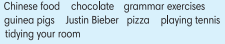 Chinese food chocolate grammar exercises
guinea pigs Justin Bieber pizza playing tennis
tidying your room